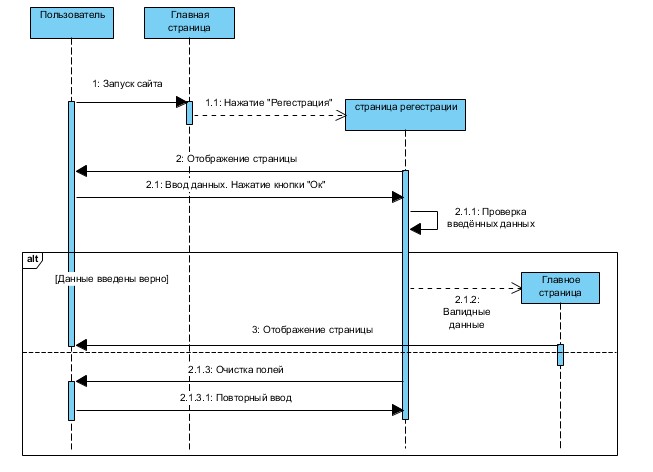 Пользователь
Главная
страница
1: Запуск сайта
1.1: Нажатие "Регестрация"
страница регестрации
2: Отображение страницы
2.1: Ввод данных. Нажатие кнопки "Ок"
2.1.1: Проверка
введённых данных
alt
[Данные введены верно]
Главное
страница
2.1.2:
Валидные
данные
3: Отображение страницы
2.1.3: Очистка полей
2.1.3.1: Повторный ввод